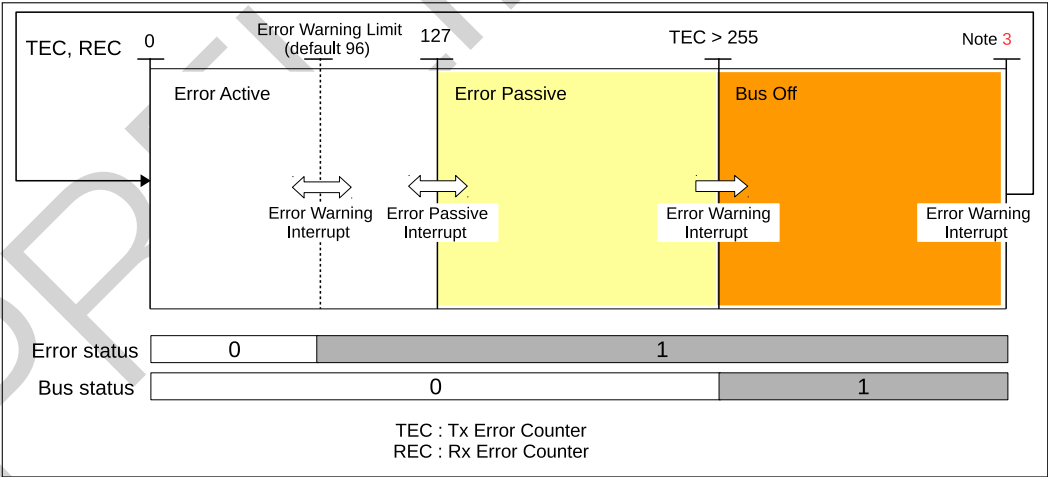 TEC, REC
0
Error Warning Limit
(default 96)
127
TEC > 255
Note 3
Error Active
Error Passive
Bus Off
Error Warning
Interrupt
Error Passive
Interrupt
Error Warning
Interrupt
Error Warning
Interrupt
Error status
0
1
Bus status
0
1
TEC : Tx Error Counter
REC : Rx Error Counter